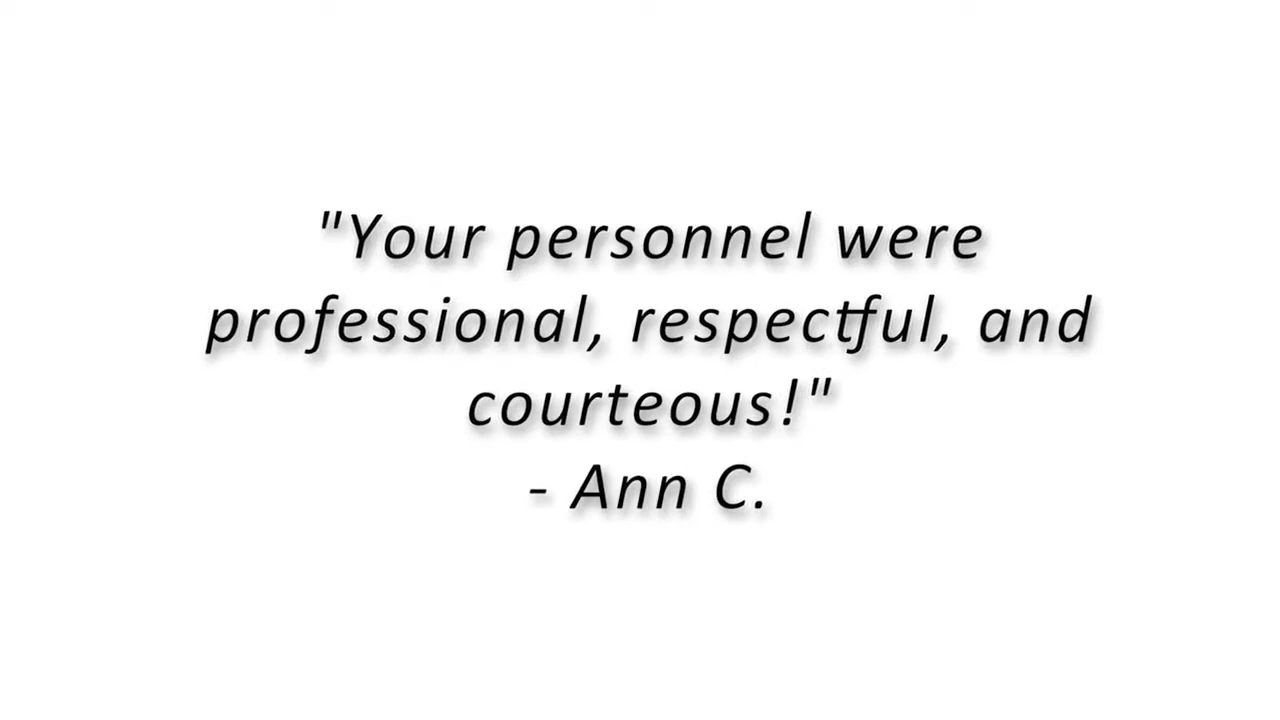 "Your personnel were
professional, respectful, and
courteous!"
- Ann C.